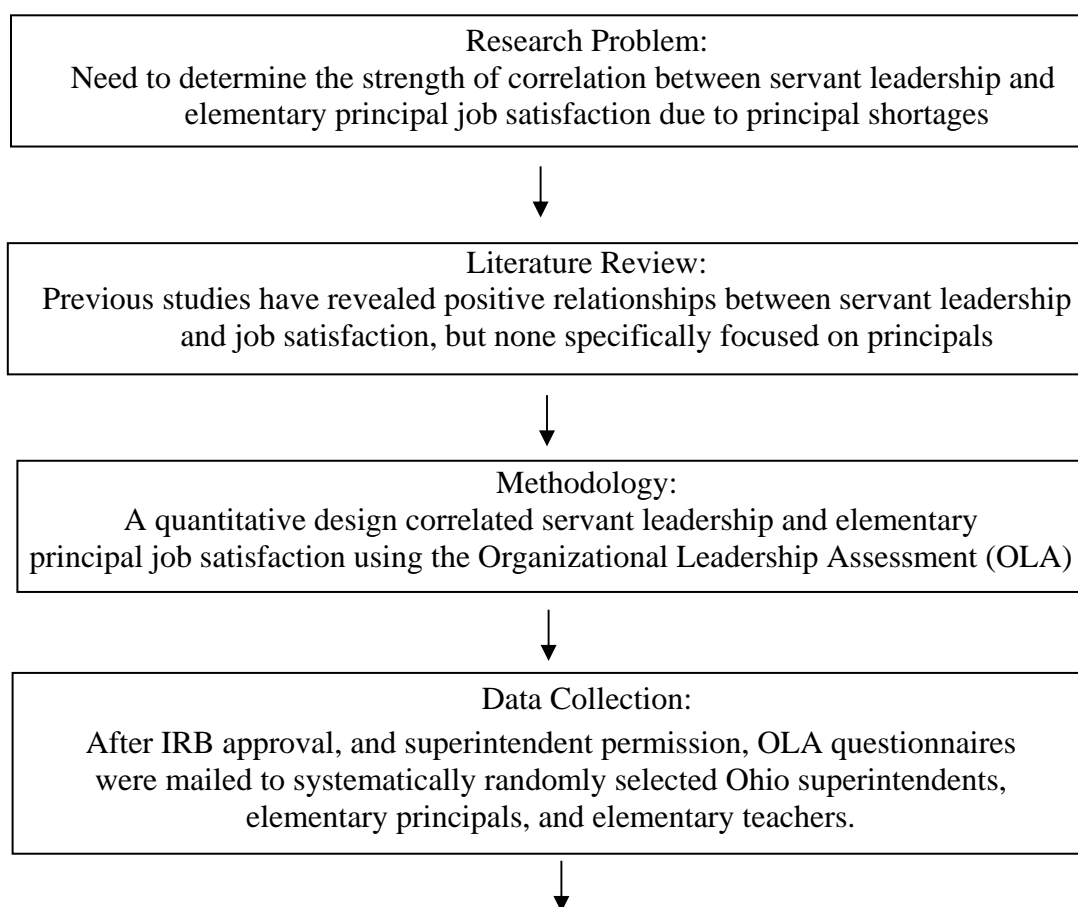 Research Problem:
Need to determine the strength of correlation between servant leadership and
elementary principal job satisfaction due to principal shortages
Literature Review:
Previous studies have revealed positive relationships between servant leadership
and job satisfaction, but none specifically focused on principals
Methodology:
A quantitative design correlated servant leadership and elementary
principal job satisfaction using the Organizational Leadership Assessment (OLA)
Data Collection:
After IRB approval, and superintendent permission, OLA questionnaires
were mailed to systematically randomly selected Ohio superintendents,
elementary principals, and elementary teachers.